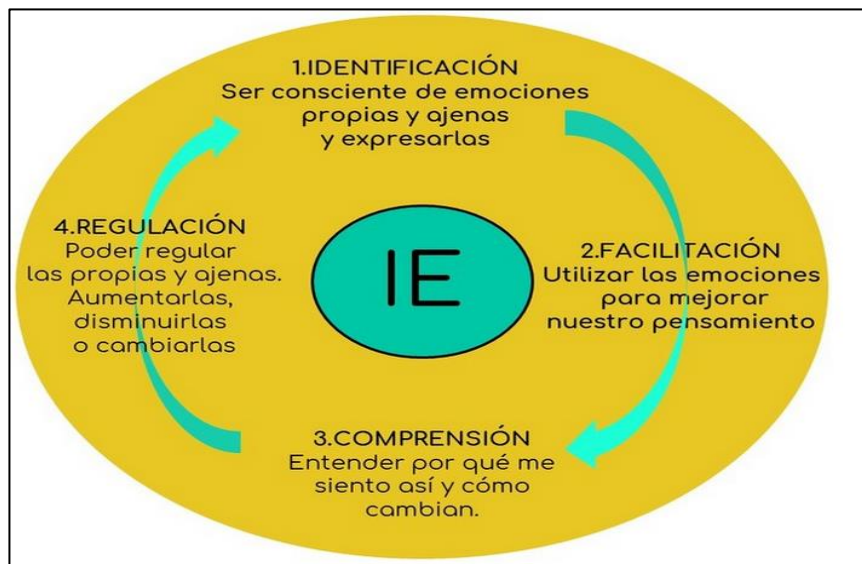 1.IDENTIFICACIÓN
Ser consciente de emociones
propias y ajenas
y expresarlas
2.FACILITACIÓN
Utilizar las emociones
para mejorar
nuestro pensamiento
3.COMPRENSIÓN
Entender por qué me
siento así y cómo
cambian.
4.REGULACIÓN
Poder regular
las propias y ajenas.
Aumentarlas,
disminuirlas
o cambiarlas
IE